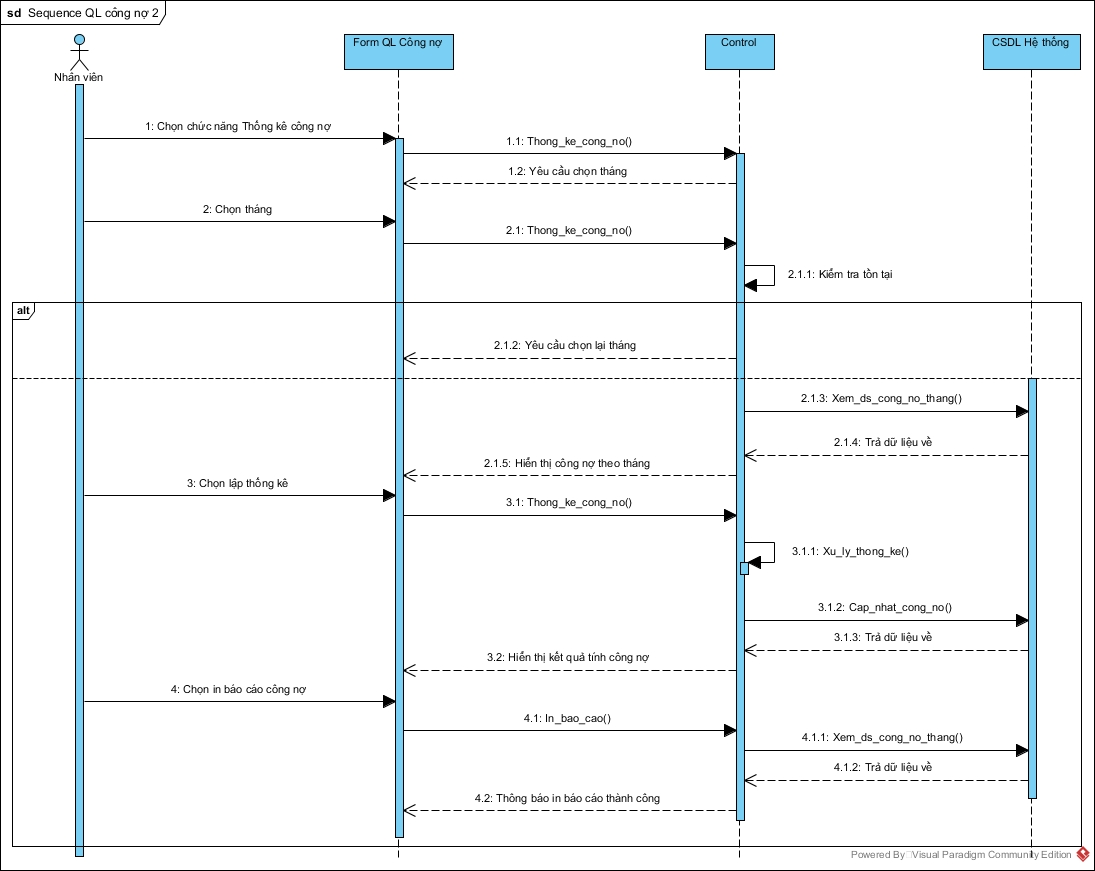 sd Sequence QL công nợ 2
Form QL Công nợ
Control
CSDL Hệ thống
Nhân viên
1: Chọn chức năng Thống kê công nợ
1.1: Thong_ke_cong_no()
1.2: Yêu cầu chọn tháng
2: Chọn tháng
2.1: Thong_ke_cong_no()
2.1.1: Kiểm tra tồn tại
alt
2.1.2: Yêu cầu chọn lại tháng
2.1.3: Xem_ds_cong_no_thang()
2.1.4: Trả dữ liệu về
2.1.5: Hiển thị công nợ theo tháng
3: Chọn lập thống kê
3.1: Thong_ke_cong_no()
3.1.1: Xu_ly_thong_ke()
3.1.2: Cap_nhat_cong_no()
3.1.3: Trả dữ liệu về
3.2: Hiển thị kết quả tính công nợ
4: Chọn in báo cáo công nợ
4.1: In_bao_cao()
4.1.1: Xem_ds_cong_no_thang()
4.1.2: Trả dữ liệu về
4.2: Thông báo in báo cáo thành công
Powered By Visual Paradigm Community Edition